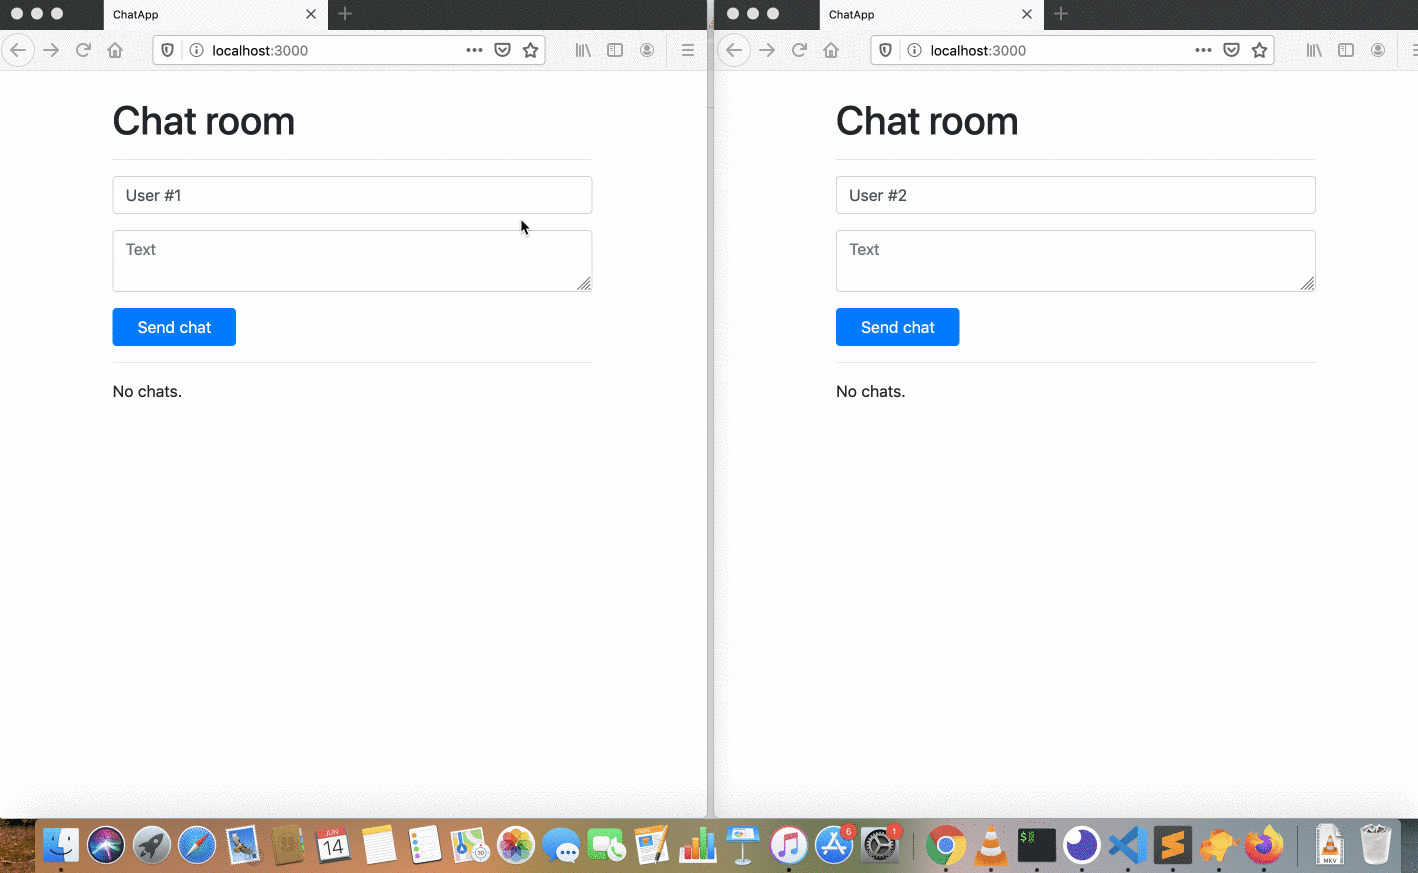 ChatApp
localhost:3000
Chat room
User #1
Text
Send chat
No chats.
ChatApp
localhost:3000
Chat room
User #2
Text
Send chat
No chats.
JUN
14
6
1
MKV